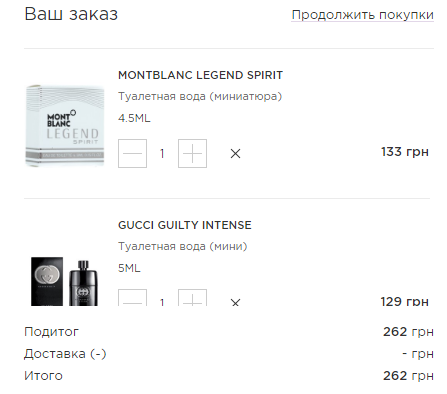 Ваш заказ
Продолжить покупки
MONTBLANC LEGEND SPIRIT
Туалетная вода (миниатюра)
4.5ML
MONT
BLANC
LEGEND
SPIRIT
1
133 грн
GUCCI GUILTY INTENSE
Туалетная вода (мини)
5ML
1
129 грн
Подитог
262 грн
Доставка (-)
- грн
Итого
262 грн